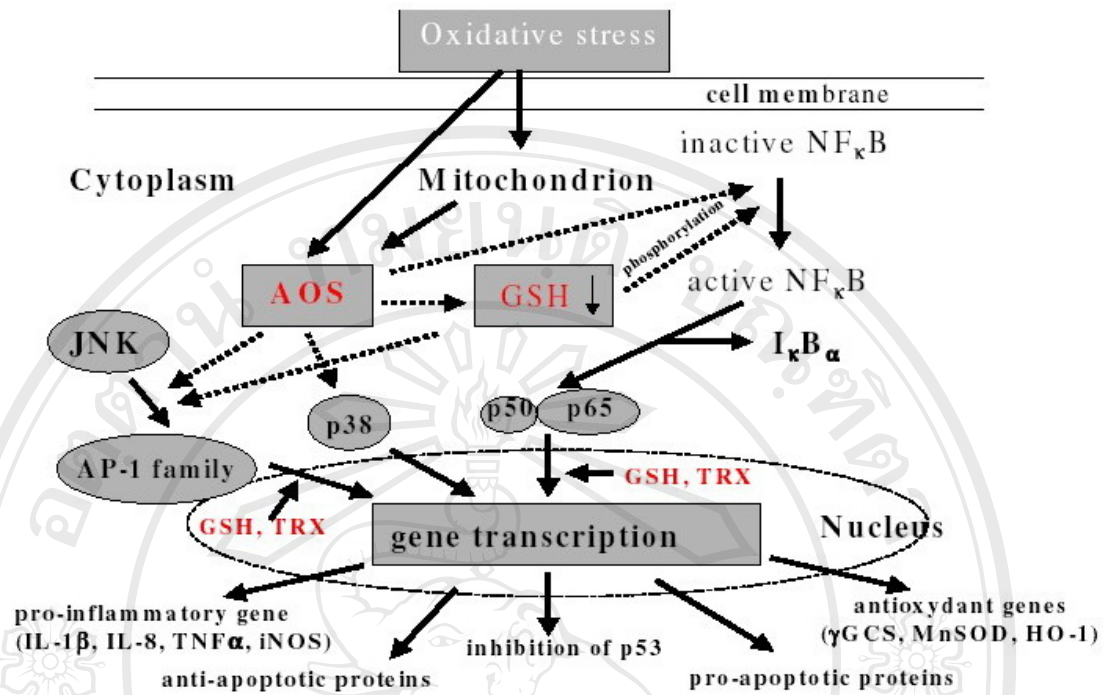 Oxidative stress
cell membrane
inactive NFκB
Cytoplasm
Mitochondrion
phosphorylation
AOS
GSH ↓
active NFκB
JNK
IκBα
p38
p50
p65
AP-1 family
GSH, TRX
GSH, TRX
gene transcription
Nucleus
pro-inflammatory gene
(IL-1β, IL-8, TNFα, iNOS)
antioxydant genes
(γGCS, MnSOD, HO-1)
inhibition of p53
anti-apoptotic proteins
pro-apoptotic proteins